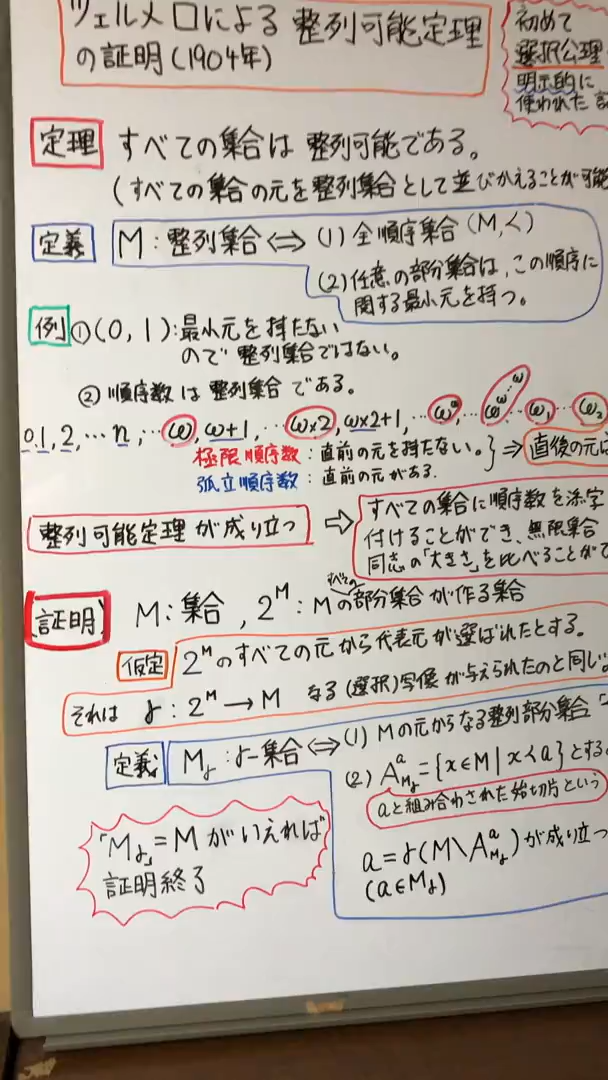 ツェルメロによる 整列可能定理
の証明(1904年)
初めて
選択公理
明示的に
使われた
定理 すべての集合は 整列可能である。
(すべての集合の元を整列集合として並びかえることが可能
定義 M:整列集合⇔(1)全順序集合(M,<)
(2)任意の部分集合は、この順序に
関する最小元を持つ。
例 ①(0,1):最小元を持たない
ので 整列集合ではない。
②順序数は整列集合である。
0,1,2,…n,…ω,ω+1,…ω×2,ω×2+1,…ω^ω,…ω^ω^⋰^ω…ω₁,…ω₂
極限順序数:直前の元を持たない。
孤立順序数:直前の元がある.
⇒直後の元は
整列可能定理が成り立つ
⇨すべての集合に順序数を添字
付けることができ、無限集合
同志の「大きさ」を比べることがで
証明 M:集合, 2^M:Mのすべての部分集合が作る集合
仮定 2^Mのすべての元から代表元が選ばれたとする。
それは γ:2^M→M なる(選択)写像が与えられたのと同じ
定義 M_γ:γ-集合⇔(1)Mの元からなる整列部分集合
(2)A^a_{M_γ}={x∈M|x<a}とする
aと組み合わされた始切片という
a=γ(M\A^a_{M_γ})が成り立つ
(a∈M_γ)
「M_γ」=Mがいえれば
証明終了